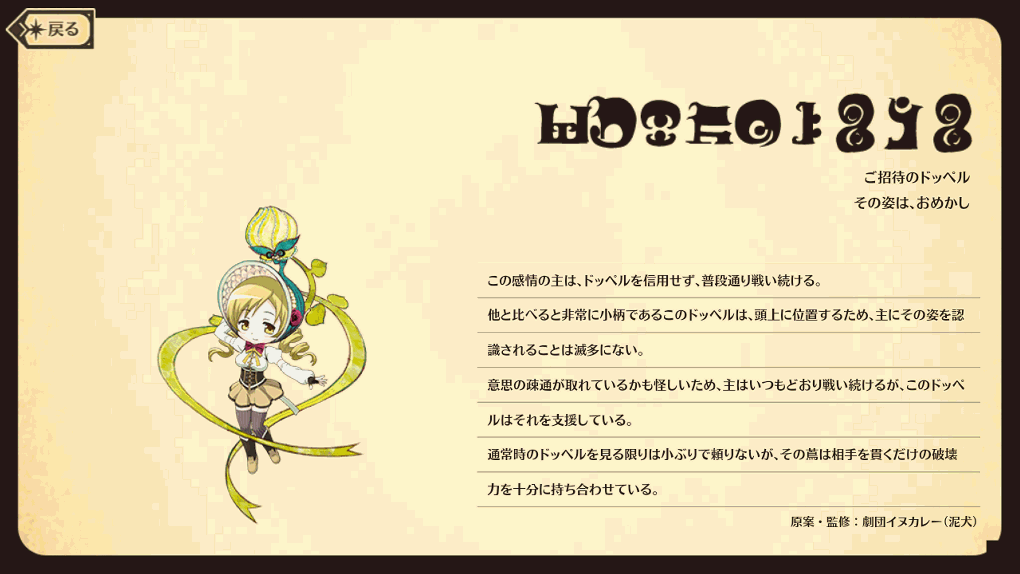 戻る
ご招待のドッペル
その姿は、おめかし
この感情の主は、ドッペルを信用せず、普段通り戦い続ける。
他と比べると非常に小柄であるこのドッペルは、頭上に位置するため、主にその姿を認
識されることは滅多にない。
意思の疎通が取れているかも怪しいため、主はいつもどおり戦い続けるが、このドッペ
ルはそれを支援している。
通常時のドッペルを見る限りは小ぶりで頼りないが、その蔦は相手を貫くだけの破壊
力を十分に持ち合わせている。
原案・監修：劇団イヌカレー（泥犬）